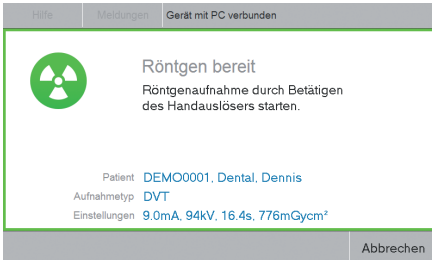 Hilfe Meldungen Gerät mit PC verbunden
Röntgen bereit
Röntgenaufnahme durch Betätigen
des Handauslösers starten.
Patient DEMO0001, Dental, Dennis
Aufnahmetyp DVT
Einstellungen 9.0mA, 94kV, 16.4s, 776mGycm²
Abbrechen